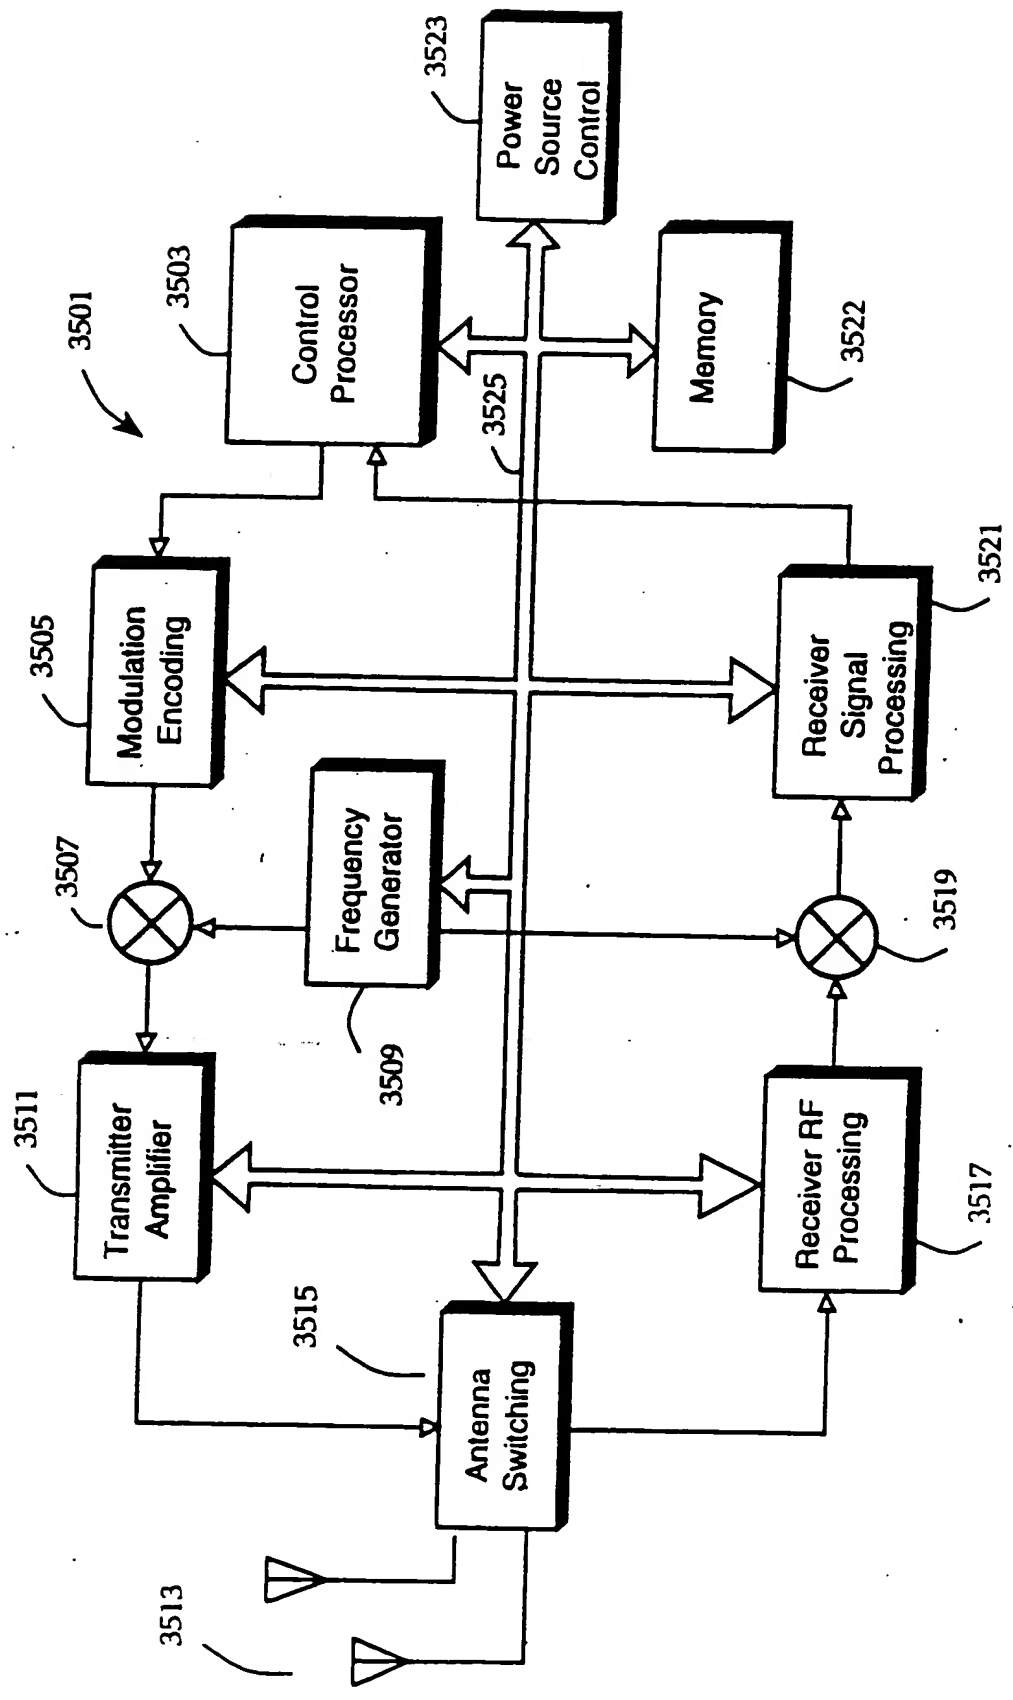 3501
3523
Power
Source
Control
3503
Control
Processor
3525
Memory
3522
3505
Modulation
Encoding
3507
Frequency
Generator
3509
Receiver
Signal
Processing
3521
3519
3511
Transmitter
Amplifier
3515
Antenna
Switching
Receiver RF
Processing
3517
3513